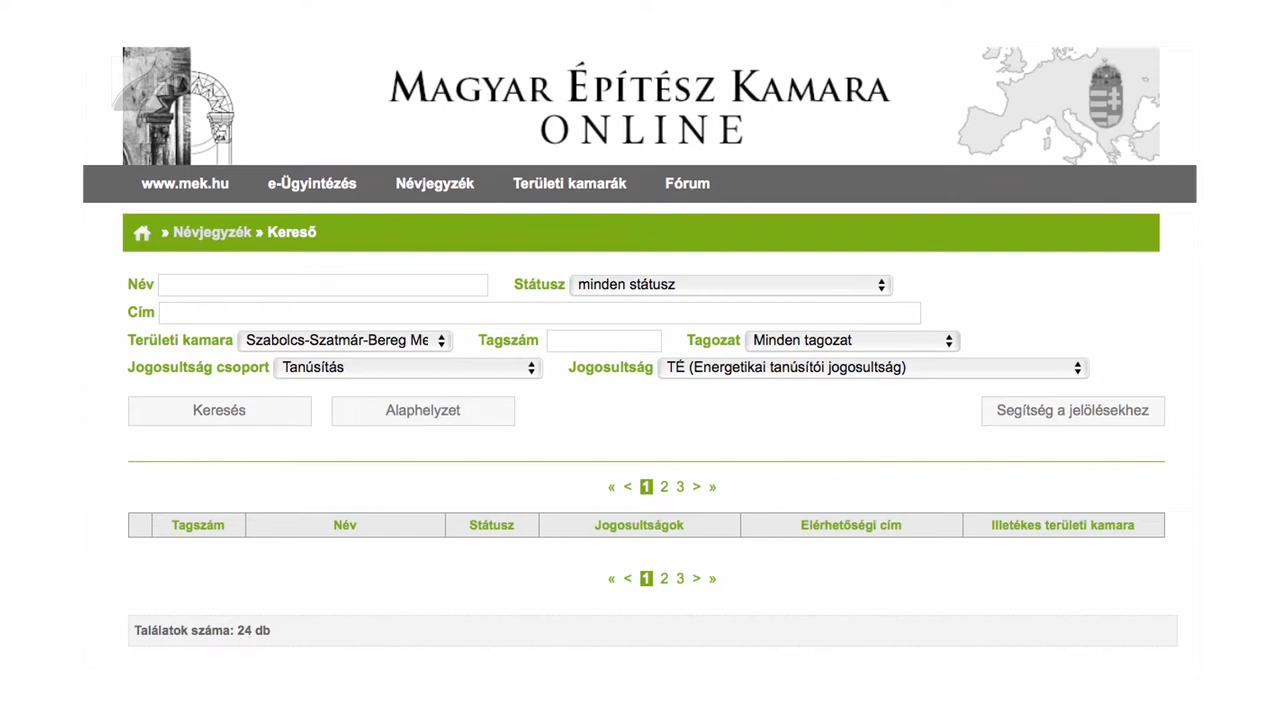 MAGYAR ÉPÍTÉSZ KAMARA
ONLINE
www.mek.hu e-Ügyintézés Névjegyzék Területi kamarák Fórum
» Névjegyzék » Kereső
Név Státusz minden státusz
Cím
Területi kamara Szabolcs-Szatmár-Bereg Me Tagszám Tagozat Minden tagozat
Jogosultság csoport Tanúsítás Jogosultság TÉ (Energetikai tanúsítói jogosultság)
Keresés Alaphelyzet Segítség a jelölésekhez
« < 1 2 3 > »
Tagszám Név Státusz Jogosultságok Elérhetőségi cím Illetékes területi kamara
« < 1 2 3 > »
Találatok száma: 24 db